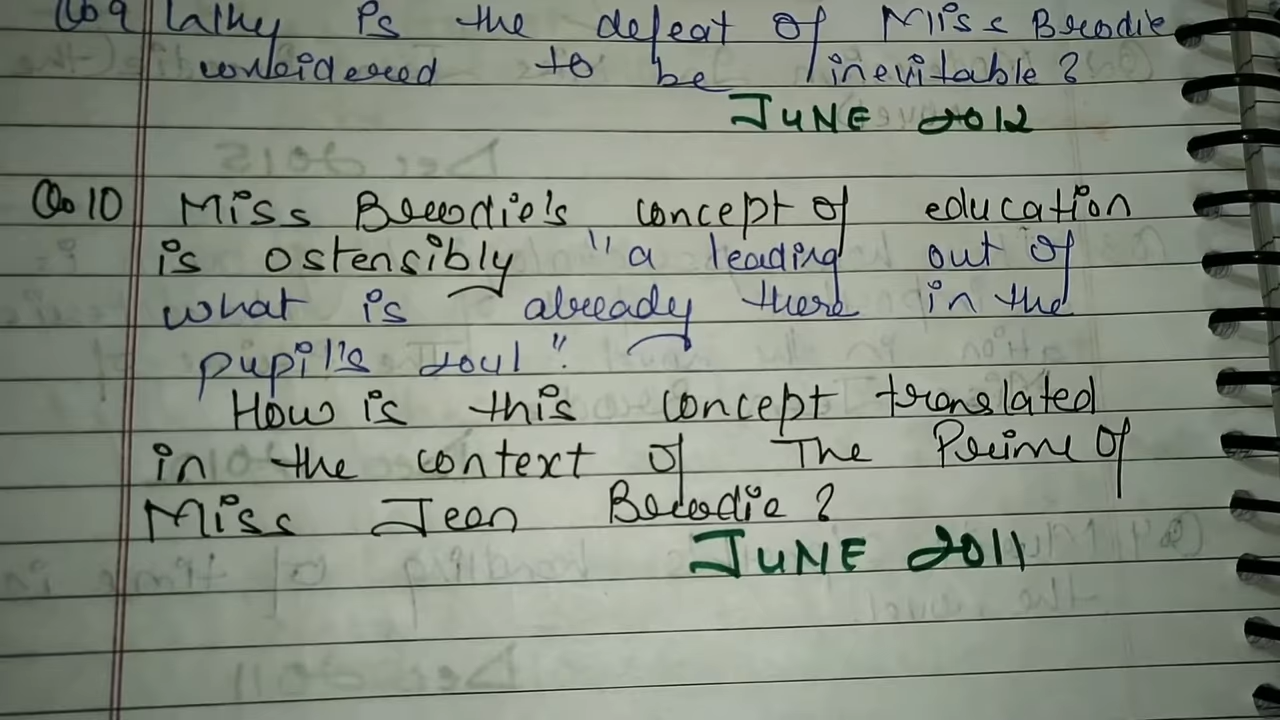 Q.9 Why is the defeat of Miss Brodie
considered to be inevitable?
JUNE 2012
Q.10 Miss Brodie's concept of education
is ostensibly "a leading out of
what is already there in the
pupil's soul".
How is this concept translated
in the context of The Prime Of
Miss Jean Brodie?
JUNE 2011